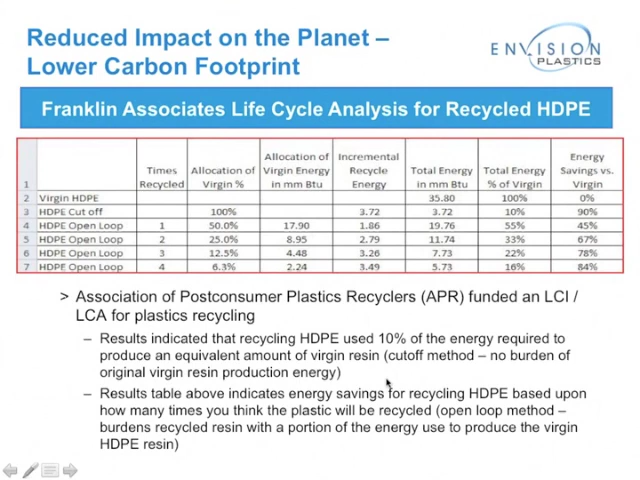 Reduced Impact on the Planet –
Lower Carbon Footprint
ENVISION
PLASTICS
Franklin Associates Life Cycle Analysis for Recycled HDPE
1 Times Recycled Allocation of Virgin % Allocation of Virgin Energy in mm Btu Incremental Recycle Energy Total Energy in mm Btu Total Energy % of Virgin Energy Savings vs. Virgin
2 Virgin HDPE 35.80 100% 0%
3 HDPE Cut off 100% 3.72 3.72 10% 90%
4 HDPE Open Loop 1 50.0% 17.90 1.86 19.76 55% 45%
5 HDPE Open Loop 2 25.0% 8.95 2.79 11.74 33% 67%
6 HDPE Open Loop 3 12.5% 4.48 3.26 7.73 22% 78%
7 HDPE Open Loop 4 6.3% 2.24 3.49 5.73 16% 84%
> Association of Postconsumer Plastics Recyclers (APR) funded an LCI /
LCA for plastics recycling
– Results indicated that recycling HDPE used 10% of the energy required to
produce an equivalent amount of virgin resin (cutoff method – no burden of
original virgin resin production energy)
– Results table above indicates energy savings for recycling HDPE based upon
how many times you think the plastic will be recycled (open loop method –
burdens recycled resin with a portion of the energy use to produce the virgin
HDPE resin)